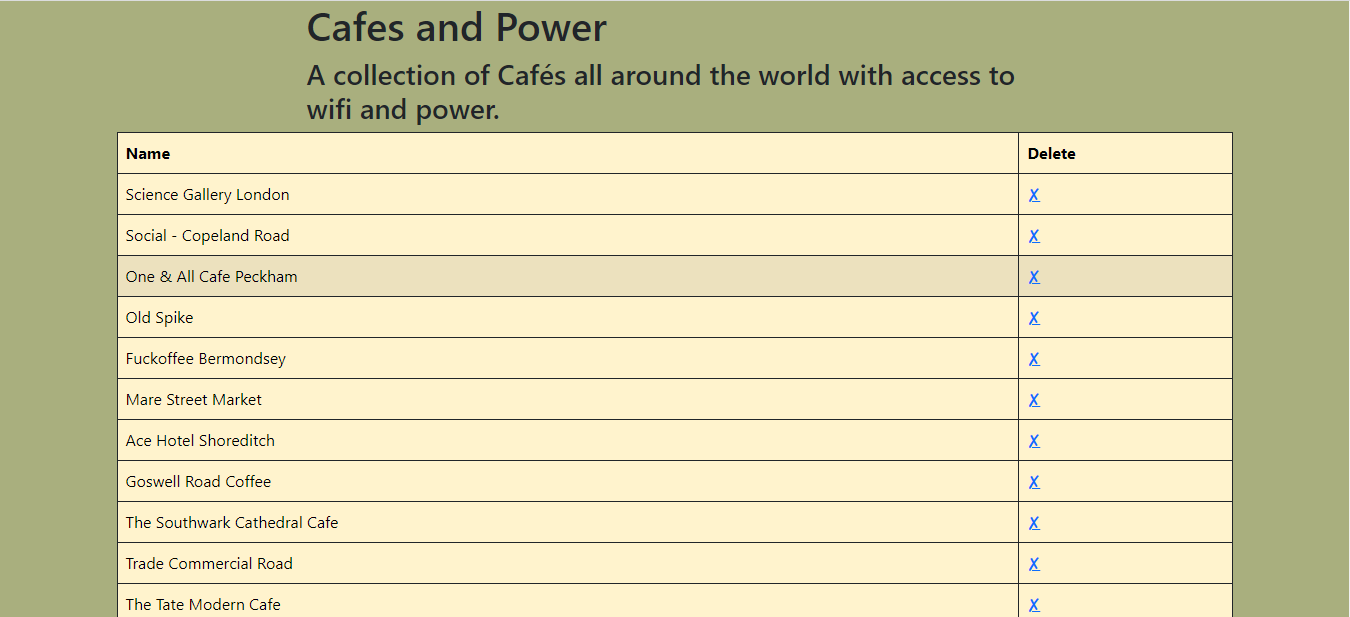 Cafes and Power
A collection of Cafés all around the world with access to
wifi and power.
Name Delete
Science Gallery London X
Social - Copeland Road X
One & All Cafe Peckham X
Old Spike X
Fuckoffee Bermondsey X
Mare Street Market X
Ace Hotel Shoreditch X
Goswell Road Coffee X
The Southwark Cathedral Cafe X
Trade Commercial Road X
The Tate Modern Cafe X